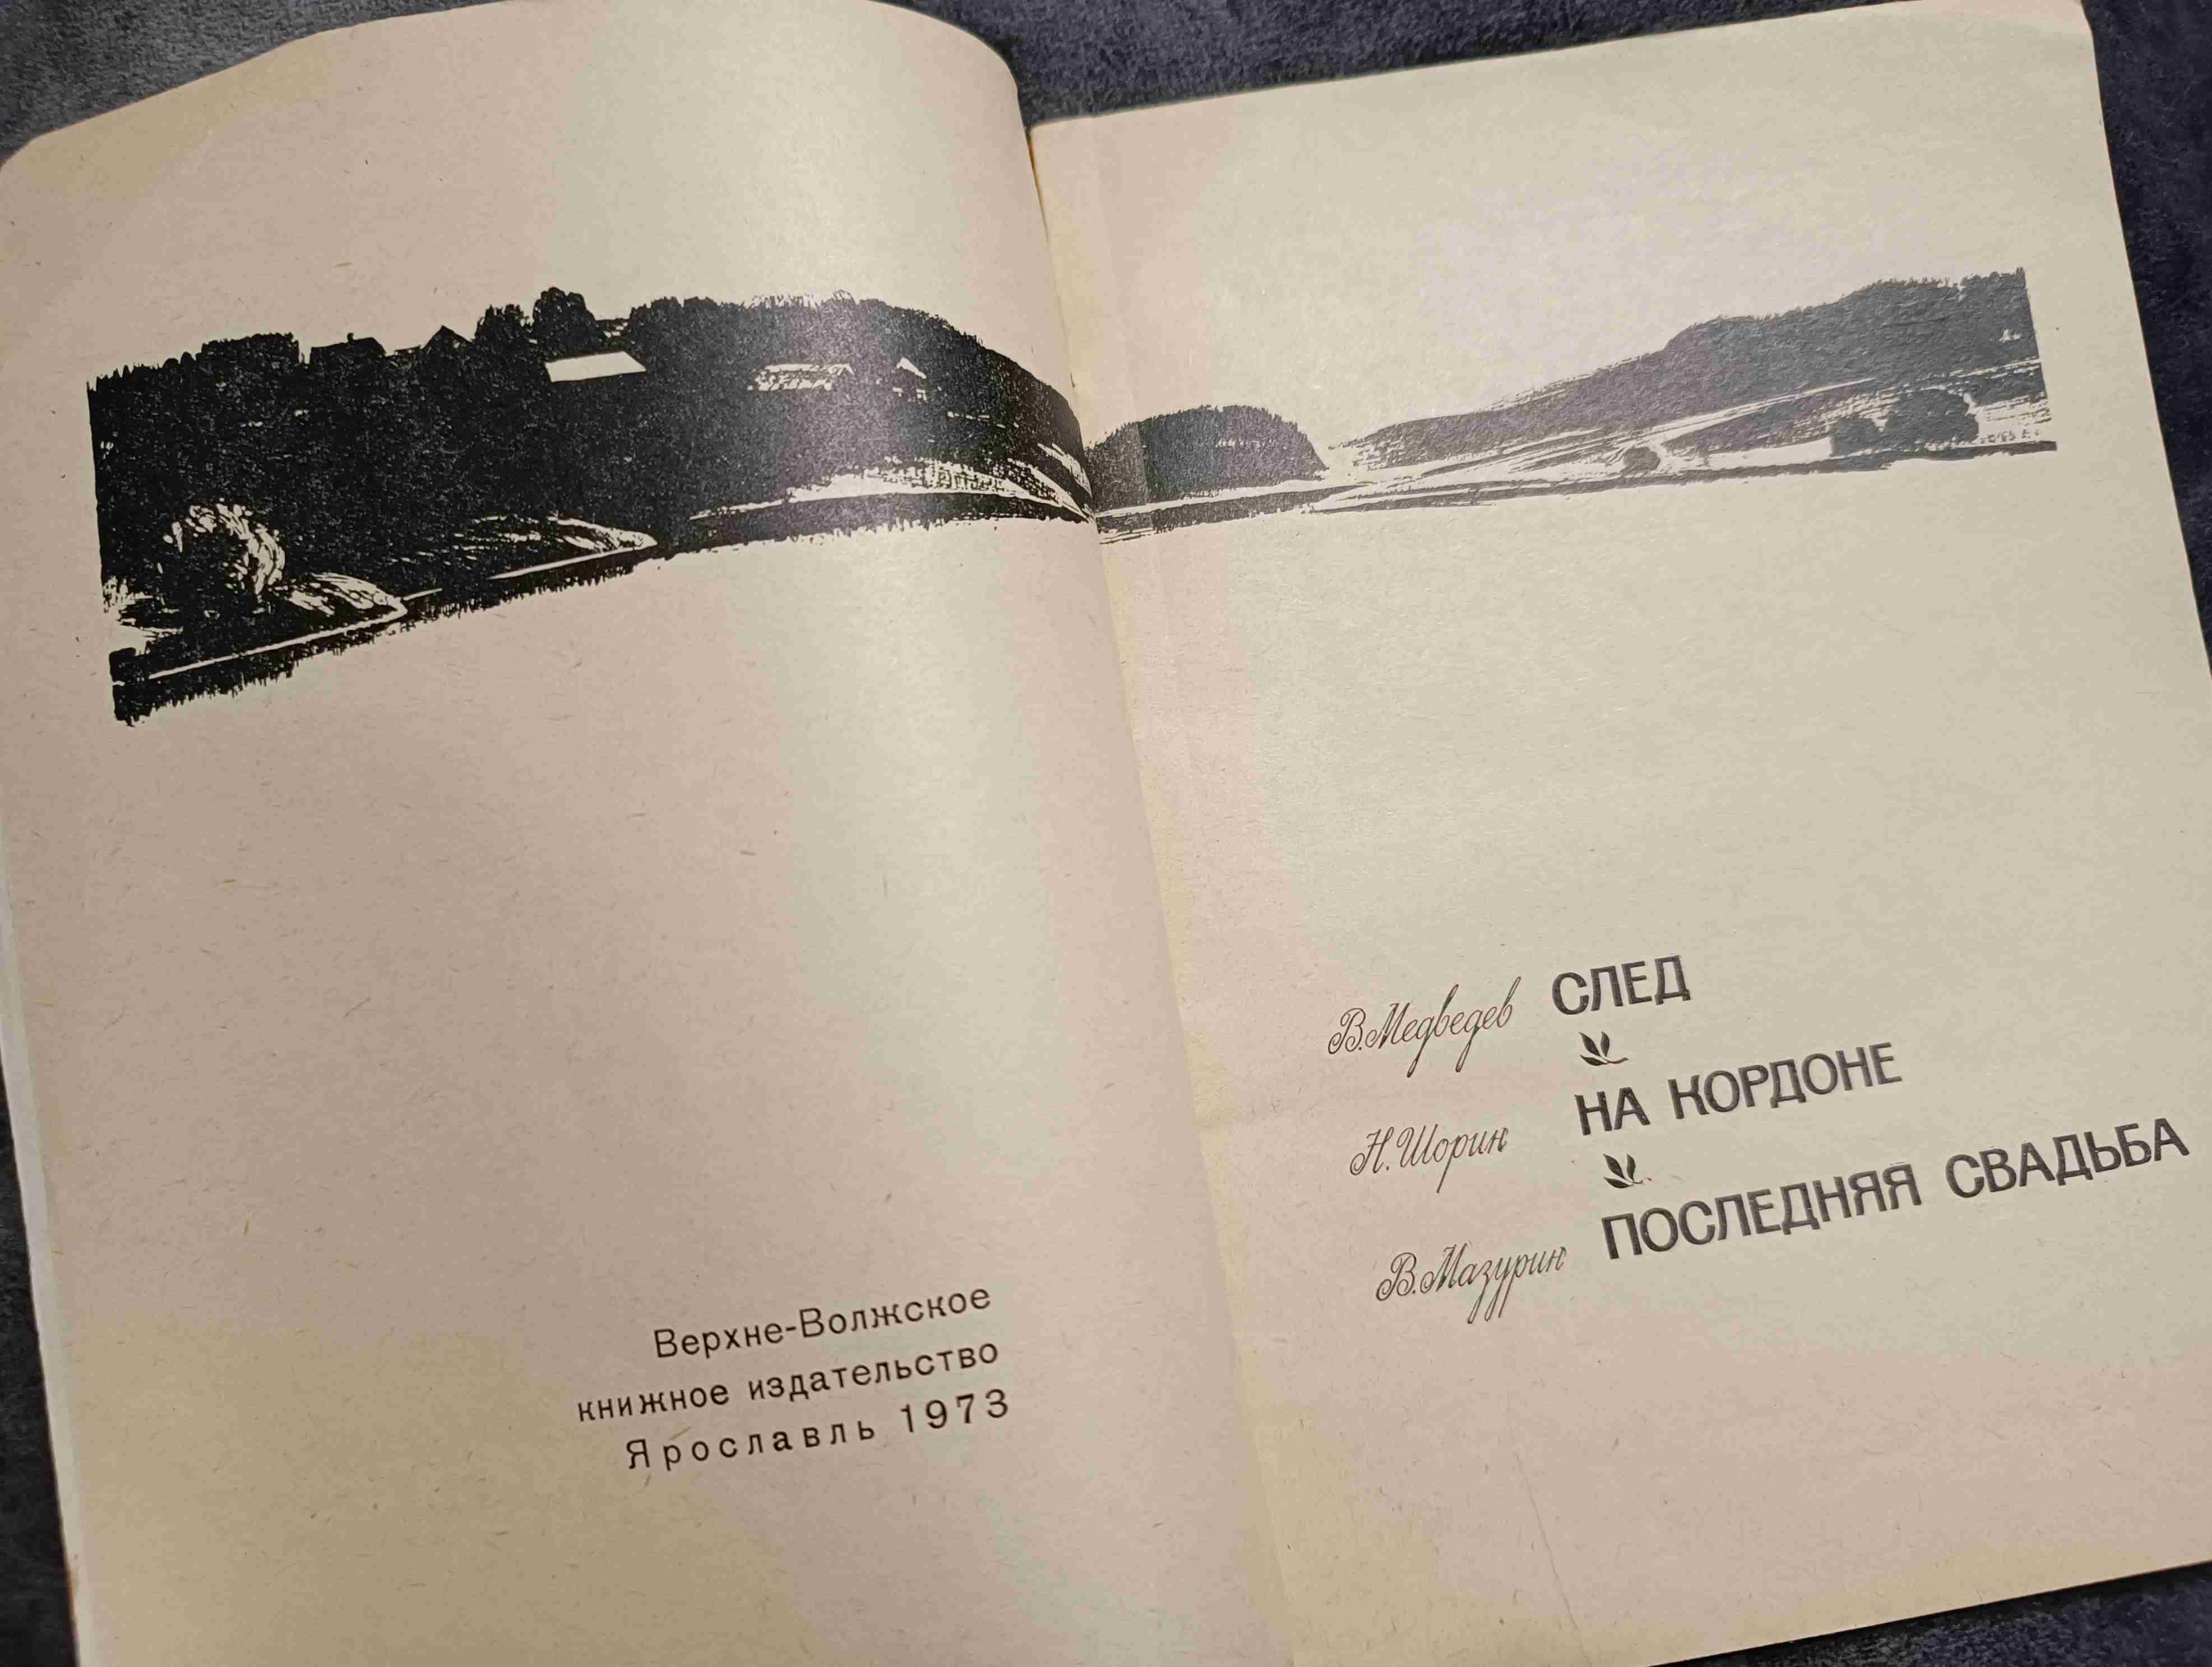 Верхне-Волжское
книжное издательство
Ярославль 1973
В.Медведев СЛЕД
Н.Шорин НА КОРДОНЕ
В.Мазурин ПОСЛЕДНЯЯ СВАДЬБА